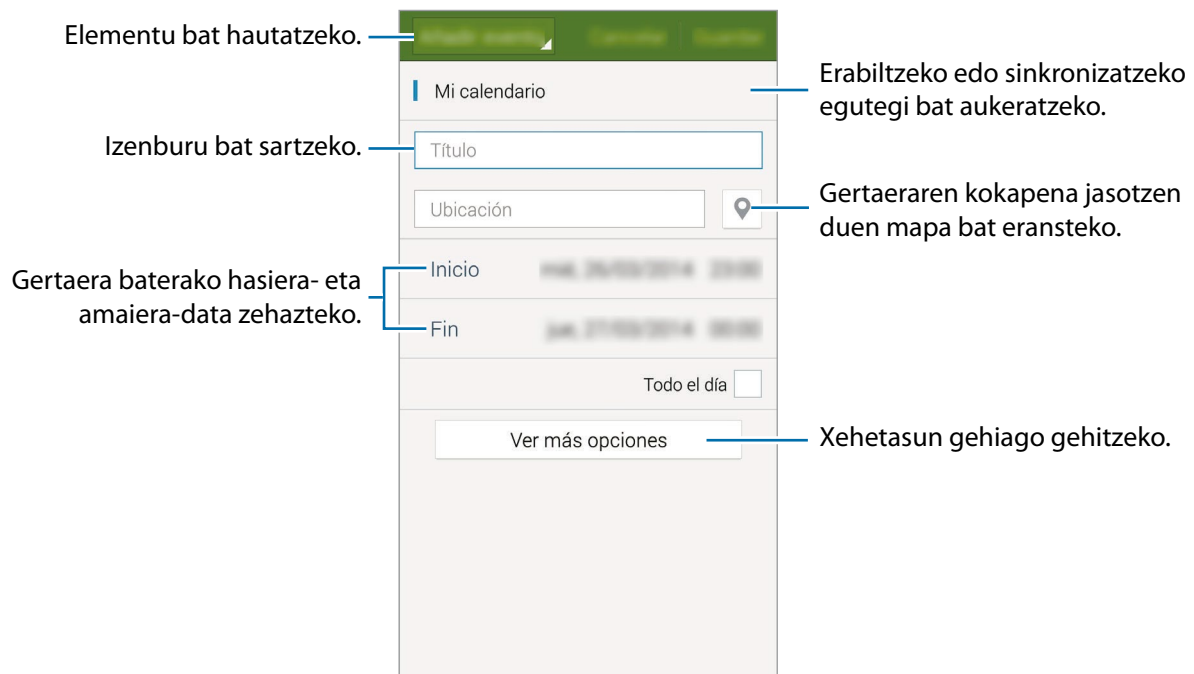 Elementu bat hautatzeko.
Mi calendario
Erabiltzeko edo sinkronizatzeko
egutegi bat aukeratzeko.
Izenburu bat sartzeko.
Título
Ubicación
Gertaeraren kokapena jasotzen
duen mapa bat eransteko.
Gertaera baterako hasiera- eta
amaiera-data zehazteko.
Inicio
Fin
Todo el día
Ver más opciones
Xehetasun gehiago gehitzeko.